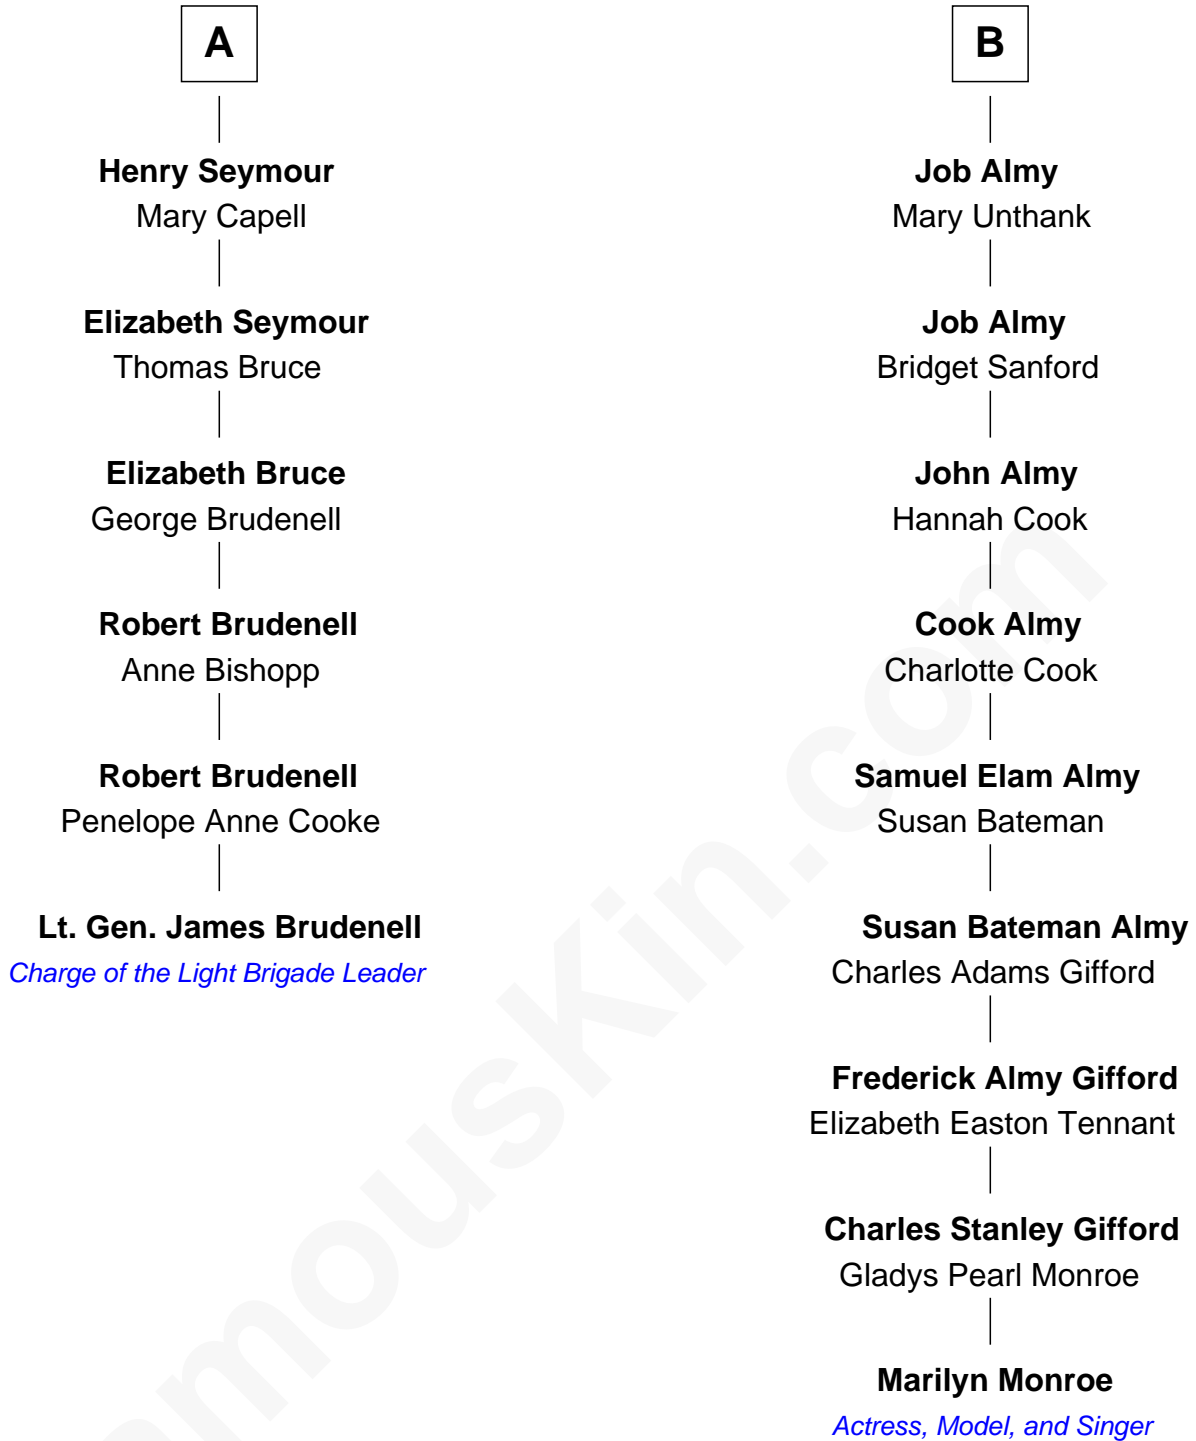 A
Henry Seymour
Mary Capell
Elizabeth Seymour
Thomas Bruce
Elizabeth Bruce
George Brudenell
Robert Brudenell
Anne Bishopp
Robert Brudenell
Penelope Anne Cooke
Lt. Gen. James Brudenell
Charge of the Light Brigade Leader
B
Job Almy
Mary Unthank
Job Almy
Bridget Sanford
John Almy
Hannah Cook
Cook Almy
Charlotte Cook
Samuel Elam Almy
Susan Bateman
Susan Bateman Almy
Charles Adams Gifford
Frederick Almy Gifford
Elizabeth Easton Tennant
Charles Stanley Gifford
Gladys Pearl Monroe
Marilyn Monroe
Actress, Model, and Singer
amouskin.com